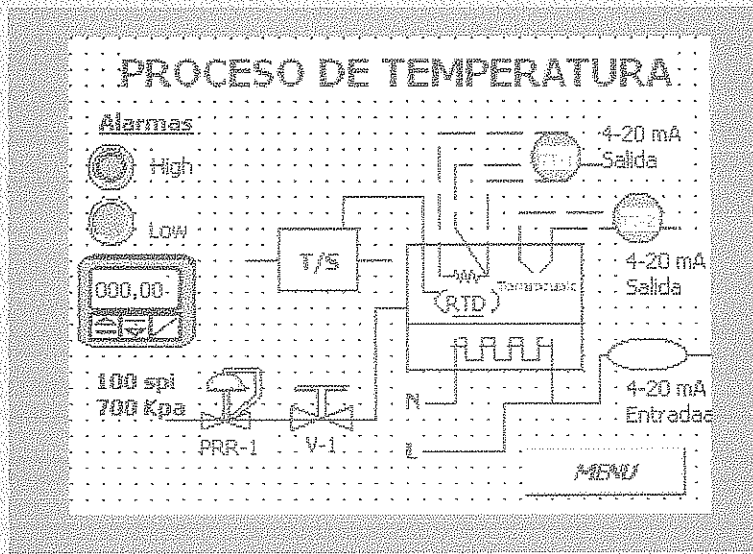 PROCESO DE TEMPERATURA
Alarmas
High
Low
4-20 mA
Salida
T/S
4-20 mA
Salida
000,00
(RTD)
100 spi
700 Kpa
PRR-1
V-1
N
L
4-20 mA
Entradaa
MENU